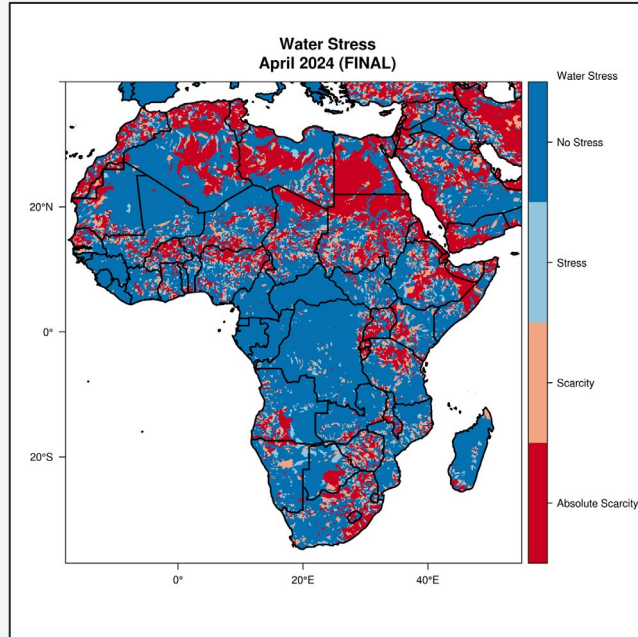 Water Stress
April 2024 (FINAL)
Water Stress
No Stress
Stress
Scarcity
Absolute Scarcity
20°N
0°
20°S
0°
20°E
40°E